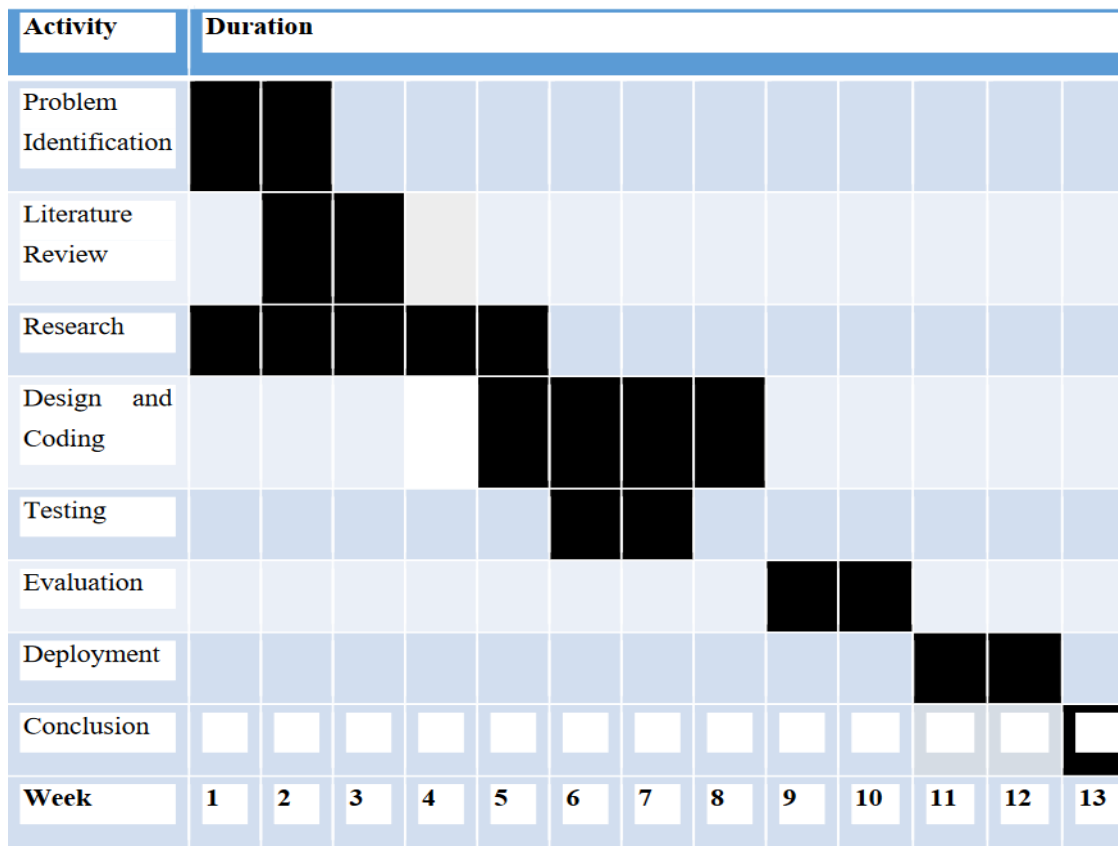 Activity Duration
Problem
Identification
Literature
Review
Research
Design and
Coding
Testing
Evaluation
Deployment
Conclusion
Week 1 2 3 4 5 6 7 8 9 10 11 12 13